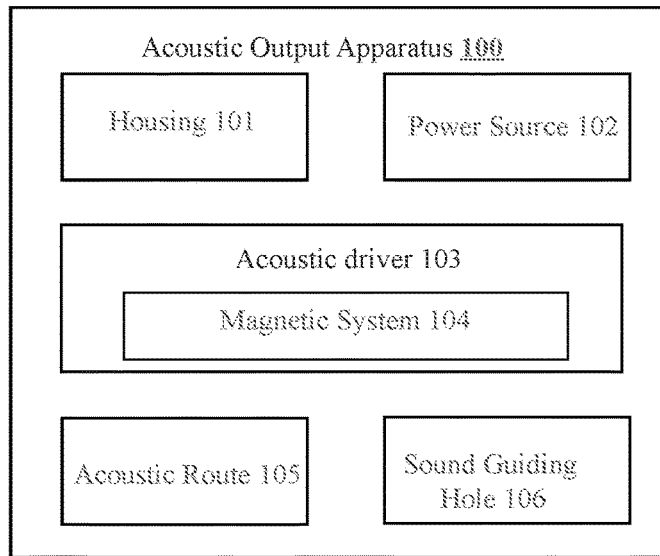 Acoustic Output Apparatus 100
Housing 101
Power Source 102
Acoustic driver 103
Magnetic System 104
Acoustic Route 105
Sound Guiding
Hole 106